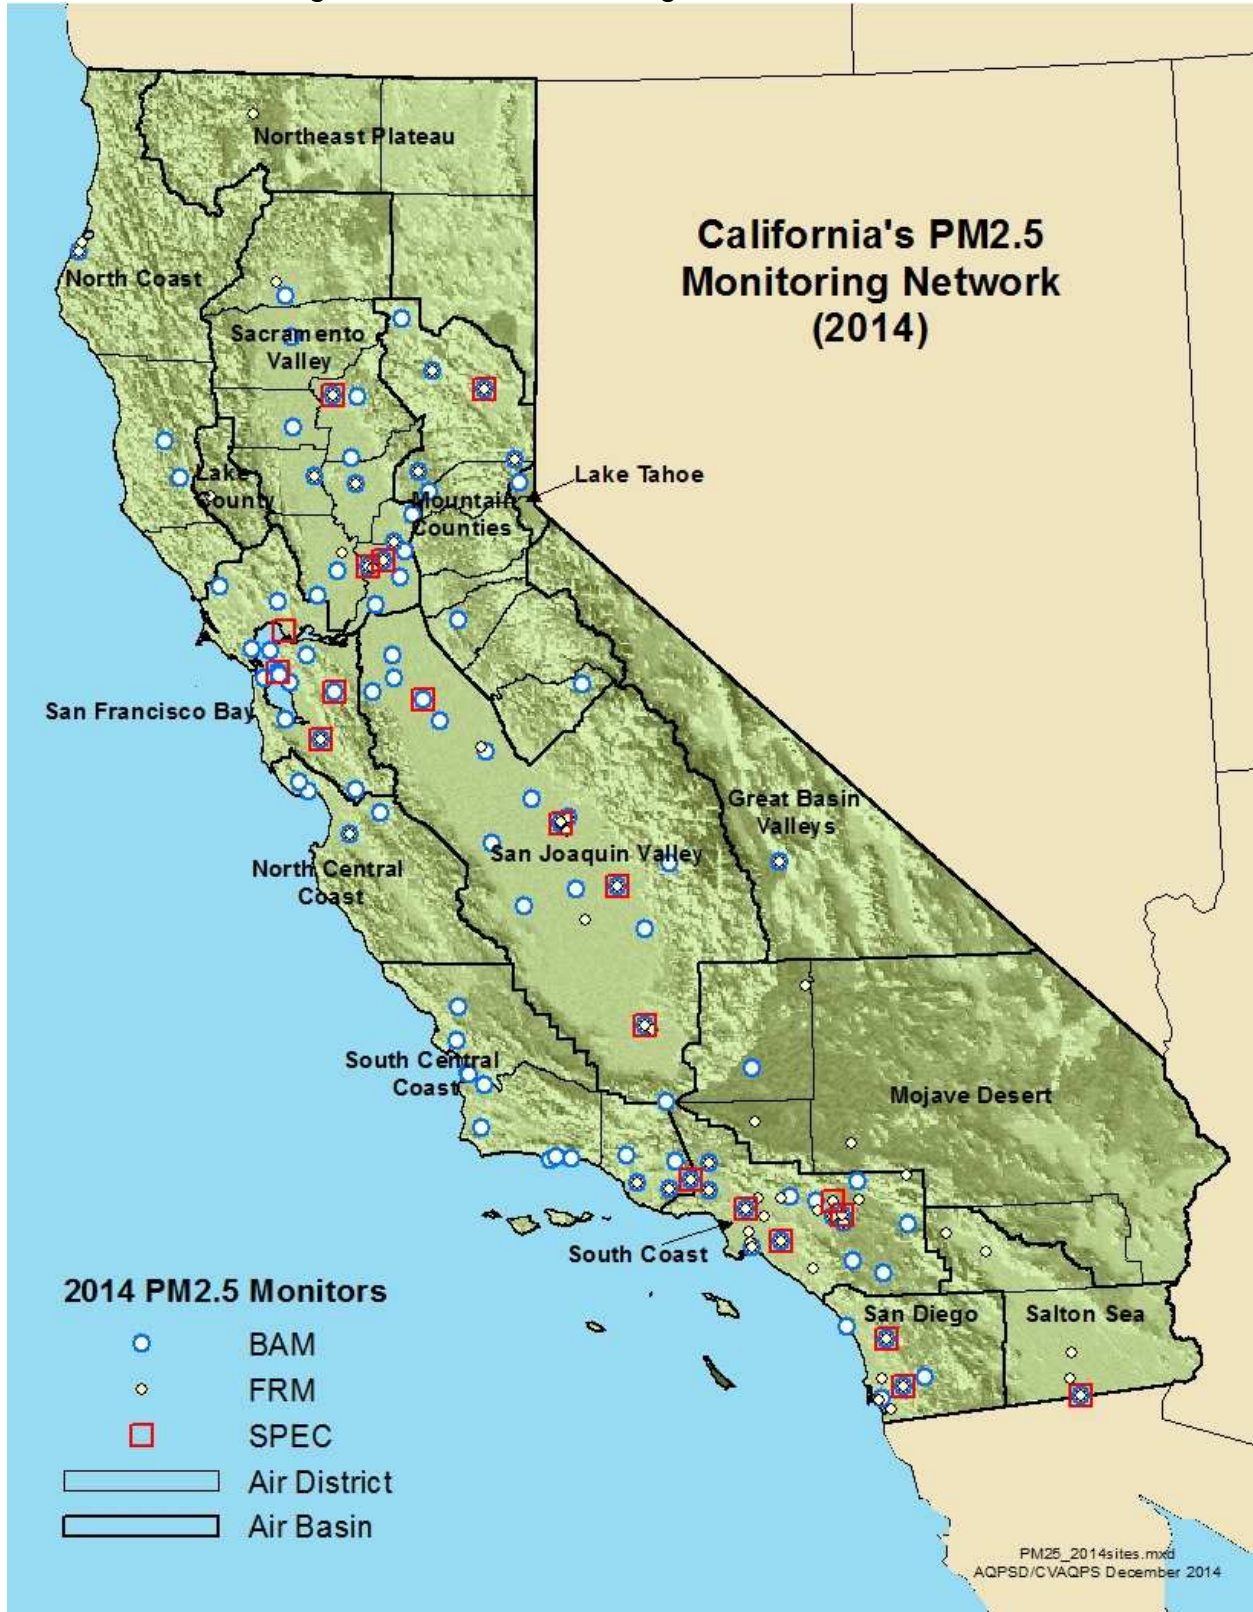 California's PM2.5
Monitoring Network
(2014)
Northeast Plateau
North Coast
Sacramento
Valley
Lake
County
Mountain
Counties
Lake Tahoe
San Francisco Bay
Great Basin
Valleys
San Joaquin Valley
North Central
Coast
South Central
Coast
Mojave Desert
South Coast
San Diego
Salton Sea
2014 PM2.5 Monitors
BAM
FRM
SPEC
Air District
Air Basin
PM25_2014sites.mxd
AQPSD/CVAQPS December 2014